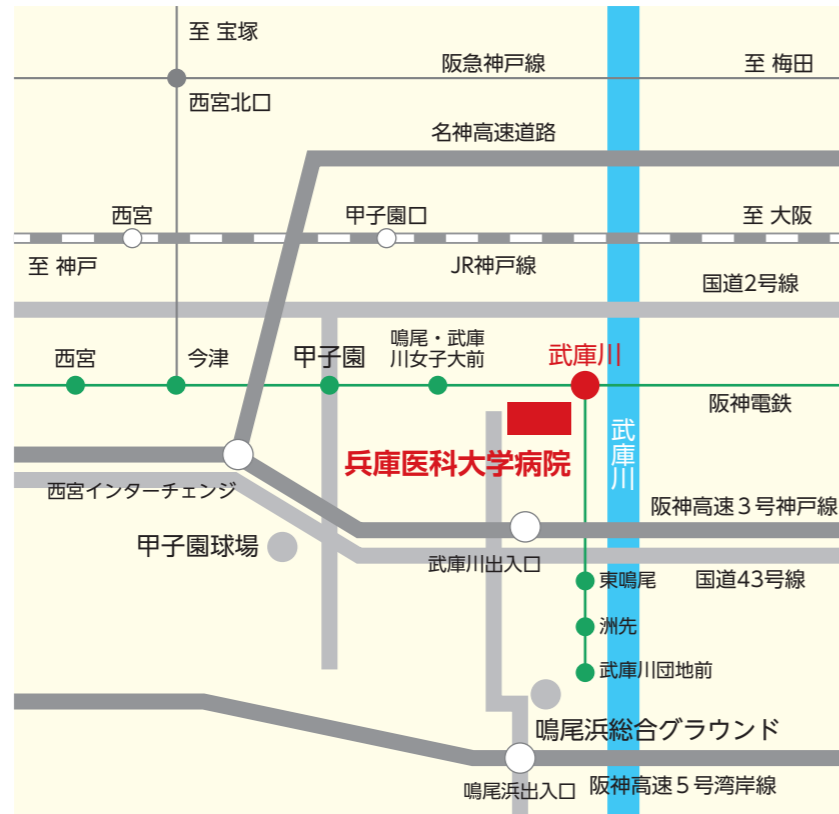 至 宝塚
阪急神戸線
至 梅田
西宮北口
名神高速道路
西宮
甲子園口
至 大阪
至 神戸
JR神戸線
国道2号線
西宮
今津
甲子園
鳴尾・武庫
川女子大前
武庫川
阪神電鉄
武庫川
兵庫医科大学病院
西宮インターチェンジ
阪神高速3号神戸線
甲子園球場
武庫川出入口
東鳴尾
国道43号線
洲先
武庫川団地前
鳴尾浜総合グラウンド
鳴尾浜出入口
阪神高速5号湾岸線